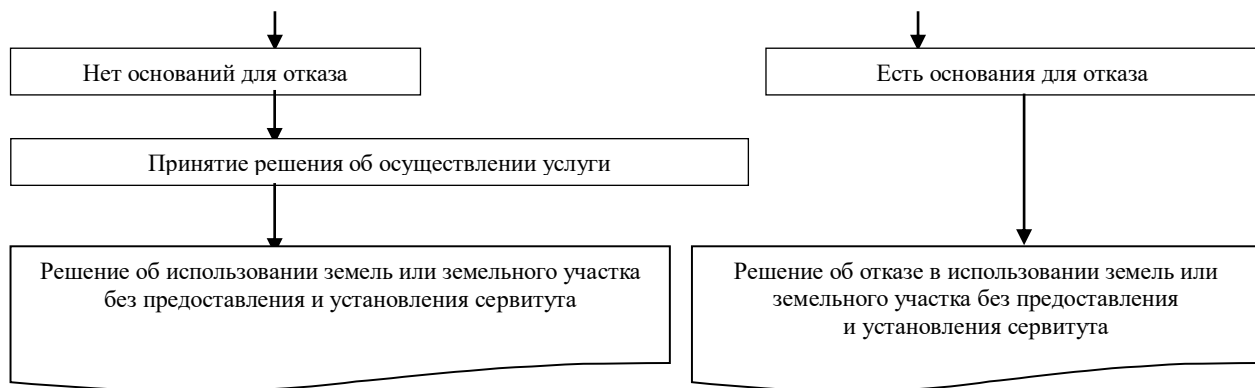 Нет оснований для отказа
Есть основания для отказа
Принятие решения об осуществлении услуги
Решение об использовании земель или земельного участка
без предоставления и установления сервитута
Решение об отказе в использовании земель или
земельного участка без предоставления
и установления сервитута